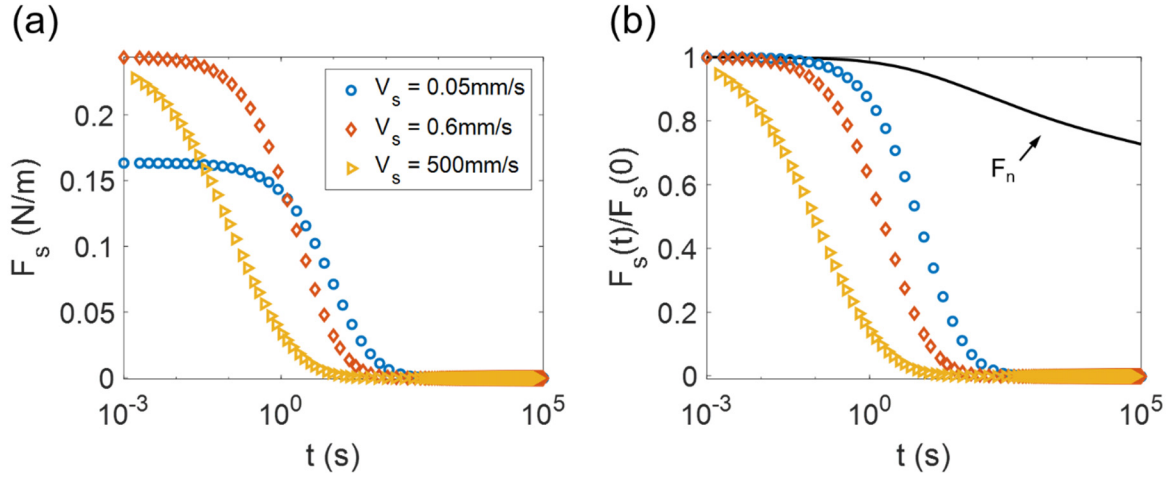 (a)
F_s (N/m)
0.2
0.15
0.1
0.05
0
V_s = 0.05mm/s
V_s = 0.6mm/s
V_s = 500mm/s
10^-3
10^0
10^5
t (s)
(b)
F_s(t)/F_s(0)
1
0.8
0.6
0.4
0.2
0
F_n
10^-3
10^0
10^5
t (s)